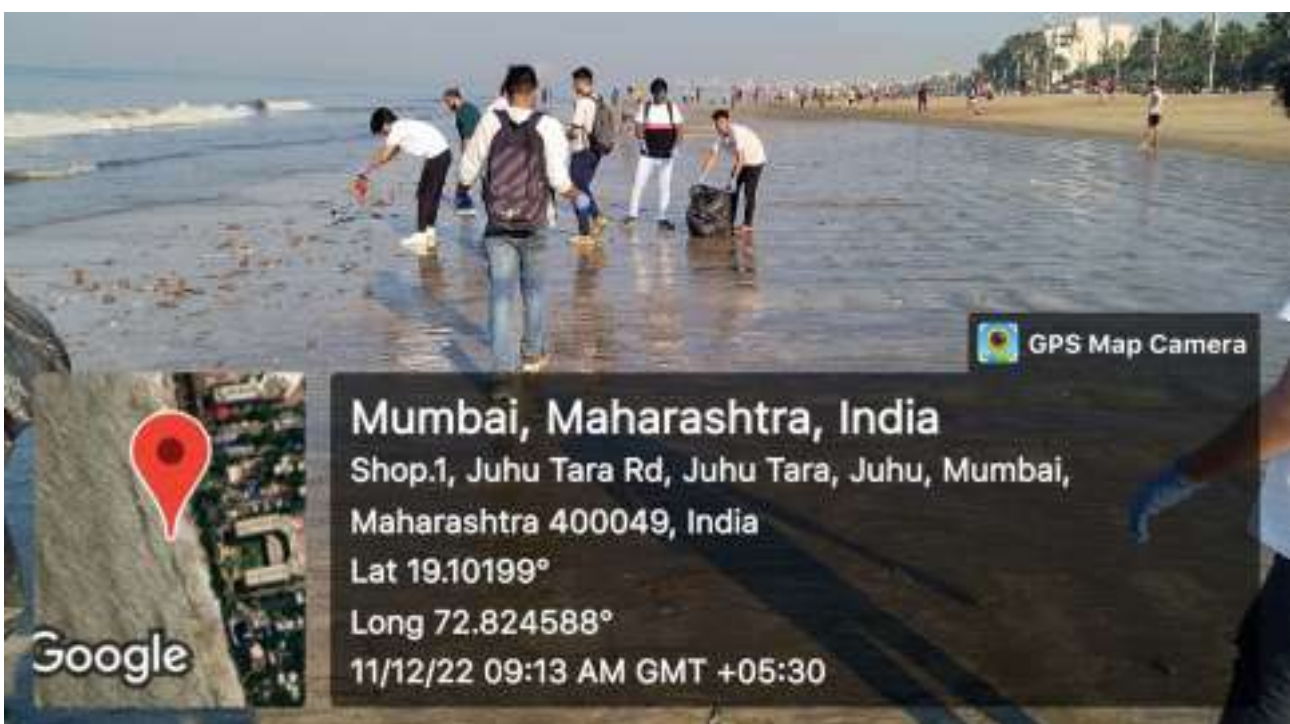 GPS Map Camera
Mumbai, Maharashtra, India
Shop.1, Juhu Tara Rd, Juhu Tara, Juhu, Mumbai,
Maharashtra 400049, India
Lat 19.10199°
Long 72.824588°
11/12/22 09:13 AM GMT +05:30
Google